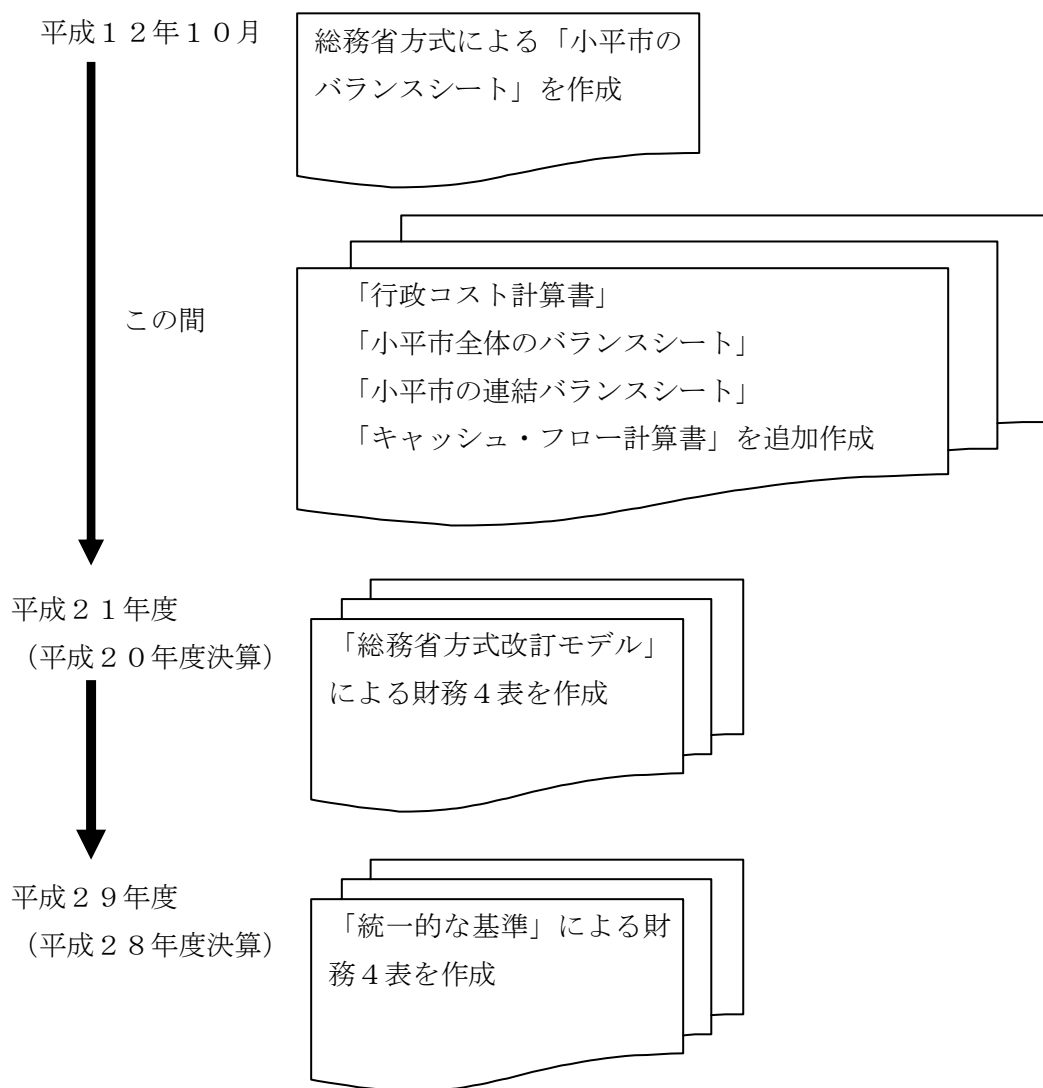 平成１２年１０月
総務省方式による「小平市の
バランスシート」を作成
この間
「行政コスト計算書」
「小平市全体のバランスシート」
「小平市の連結バランスシート」
「キャッシュ・フロー計算書」を追加作成
平成２１年度
（平成２０年度決算）
「総務省方式改訂モデル」
による財務４表を作成
平成２９年度
（平成２８年度決算）
「統一的な基準」による財
務４表を作成